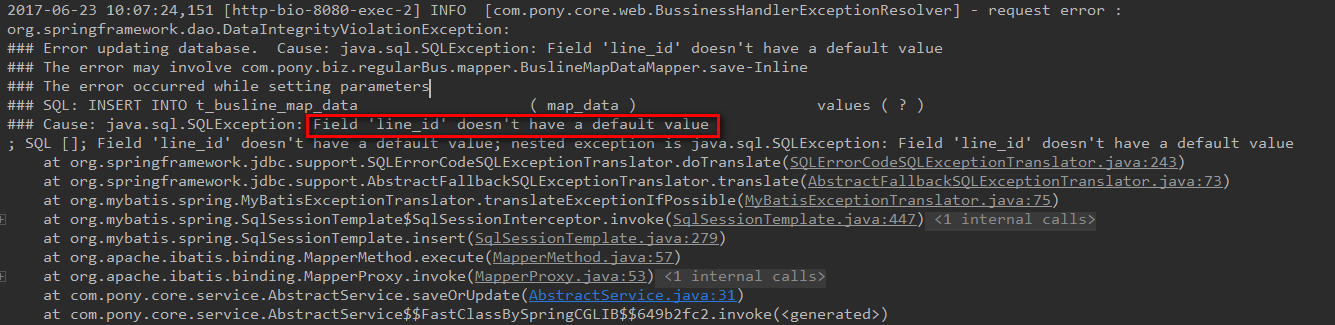 2017-06-23 10:07:24,151 [http-bio-8080-exec-2] INFO  [com.pony.core.web.BussinessHandlerExceptionResolver] - request error :
org.springframework.dao.DataIntegrityViolationException:
### Error updating database.  Cause: java.sql.SQLException: Field 'line_id' doesn't have a default value
### The error may involve com.pony.biz.regularBus.mapper.BuslineMapDataMapper.save-Inline
### The error occurred while setting parameters
### SQL: INSERT INTO t_busline_map_data                    ( map_data )                     values ( ? )
### Cause: java.sql.SQLException: Field 'line_id' doesn't have a default value
; SQL []; Field 'line_id' doesn't have a default value; nested exception is java.sql.SQLException: Field 'line_id' doesn't have a default value
    at org.springframework.jdbc.support.SQLErrorCodeSQLExceptionTranslator.doTranslate(SQLErrorCodeSQLExceptionTranslator.java:243)
    at org.springframework.jdbc.support.AbstractFallbackSQLExceptionTranslator.translate(AbstractFallbackSQLExceptionTranslator.java:73)
    at org.mybatis.spring.MyBatisExceptionTranslator.translateExceptionIfPossible(MyBatisExceptionTranslator.java:75)
    at org.mybatis.spring.SqlSessionTemplate$SqlSessionInterceptor.invoke(SqlSessionTemplate.java:447) <1 internal calls>
    at org.mybatis.spring.SqlSessionTemplate.insert(SqlSessionTemplate.java:279)
    at org.apache.ibatis.binding.MapperMethod.execute(MapperMethod.java:57)
    at org.apache.ibatis.binding.MapperProxy.invoke(MapperProxy.java:53) <1 internal calls>
    at com.pony.core.service.AbstractService.saveOrUpdate(AbstractService.java:31)
    at com.pony.core.service.AbstractService$$FastClassBySpringCGLIB$$649b2fc2.invoke(<generated>)